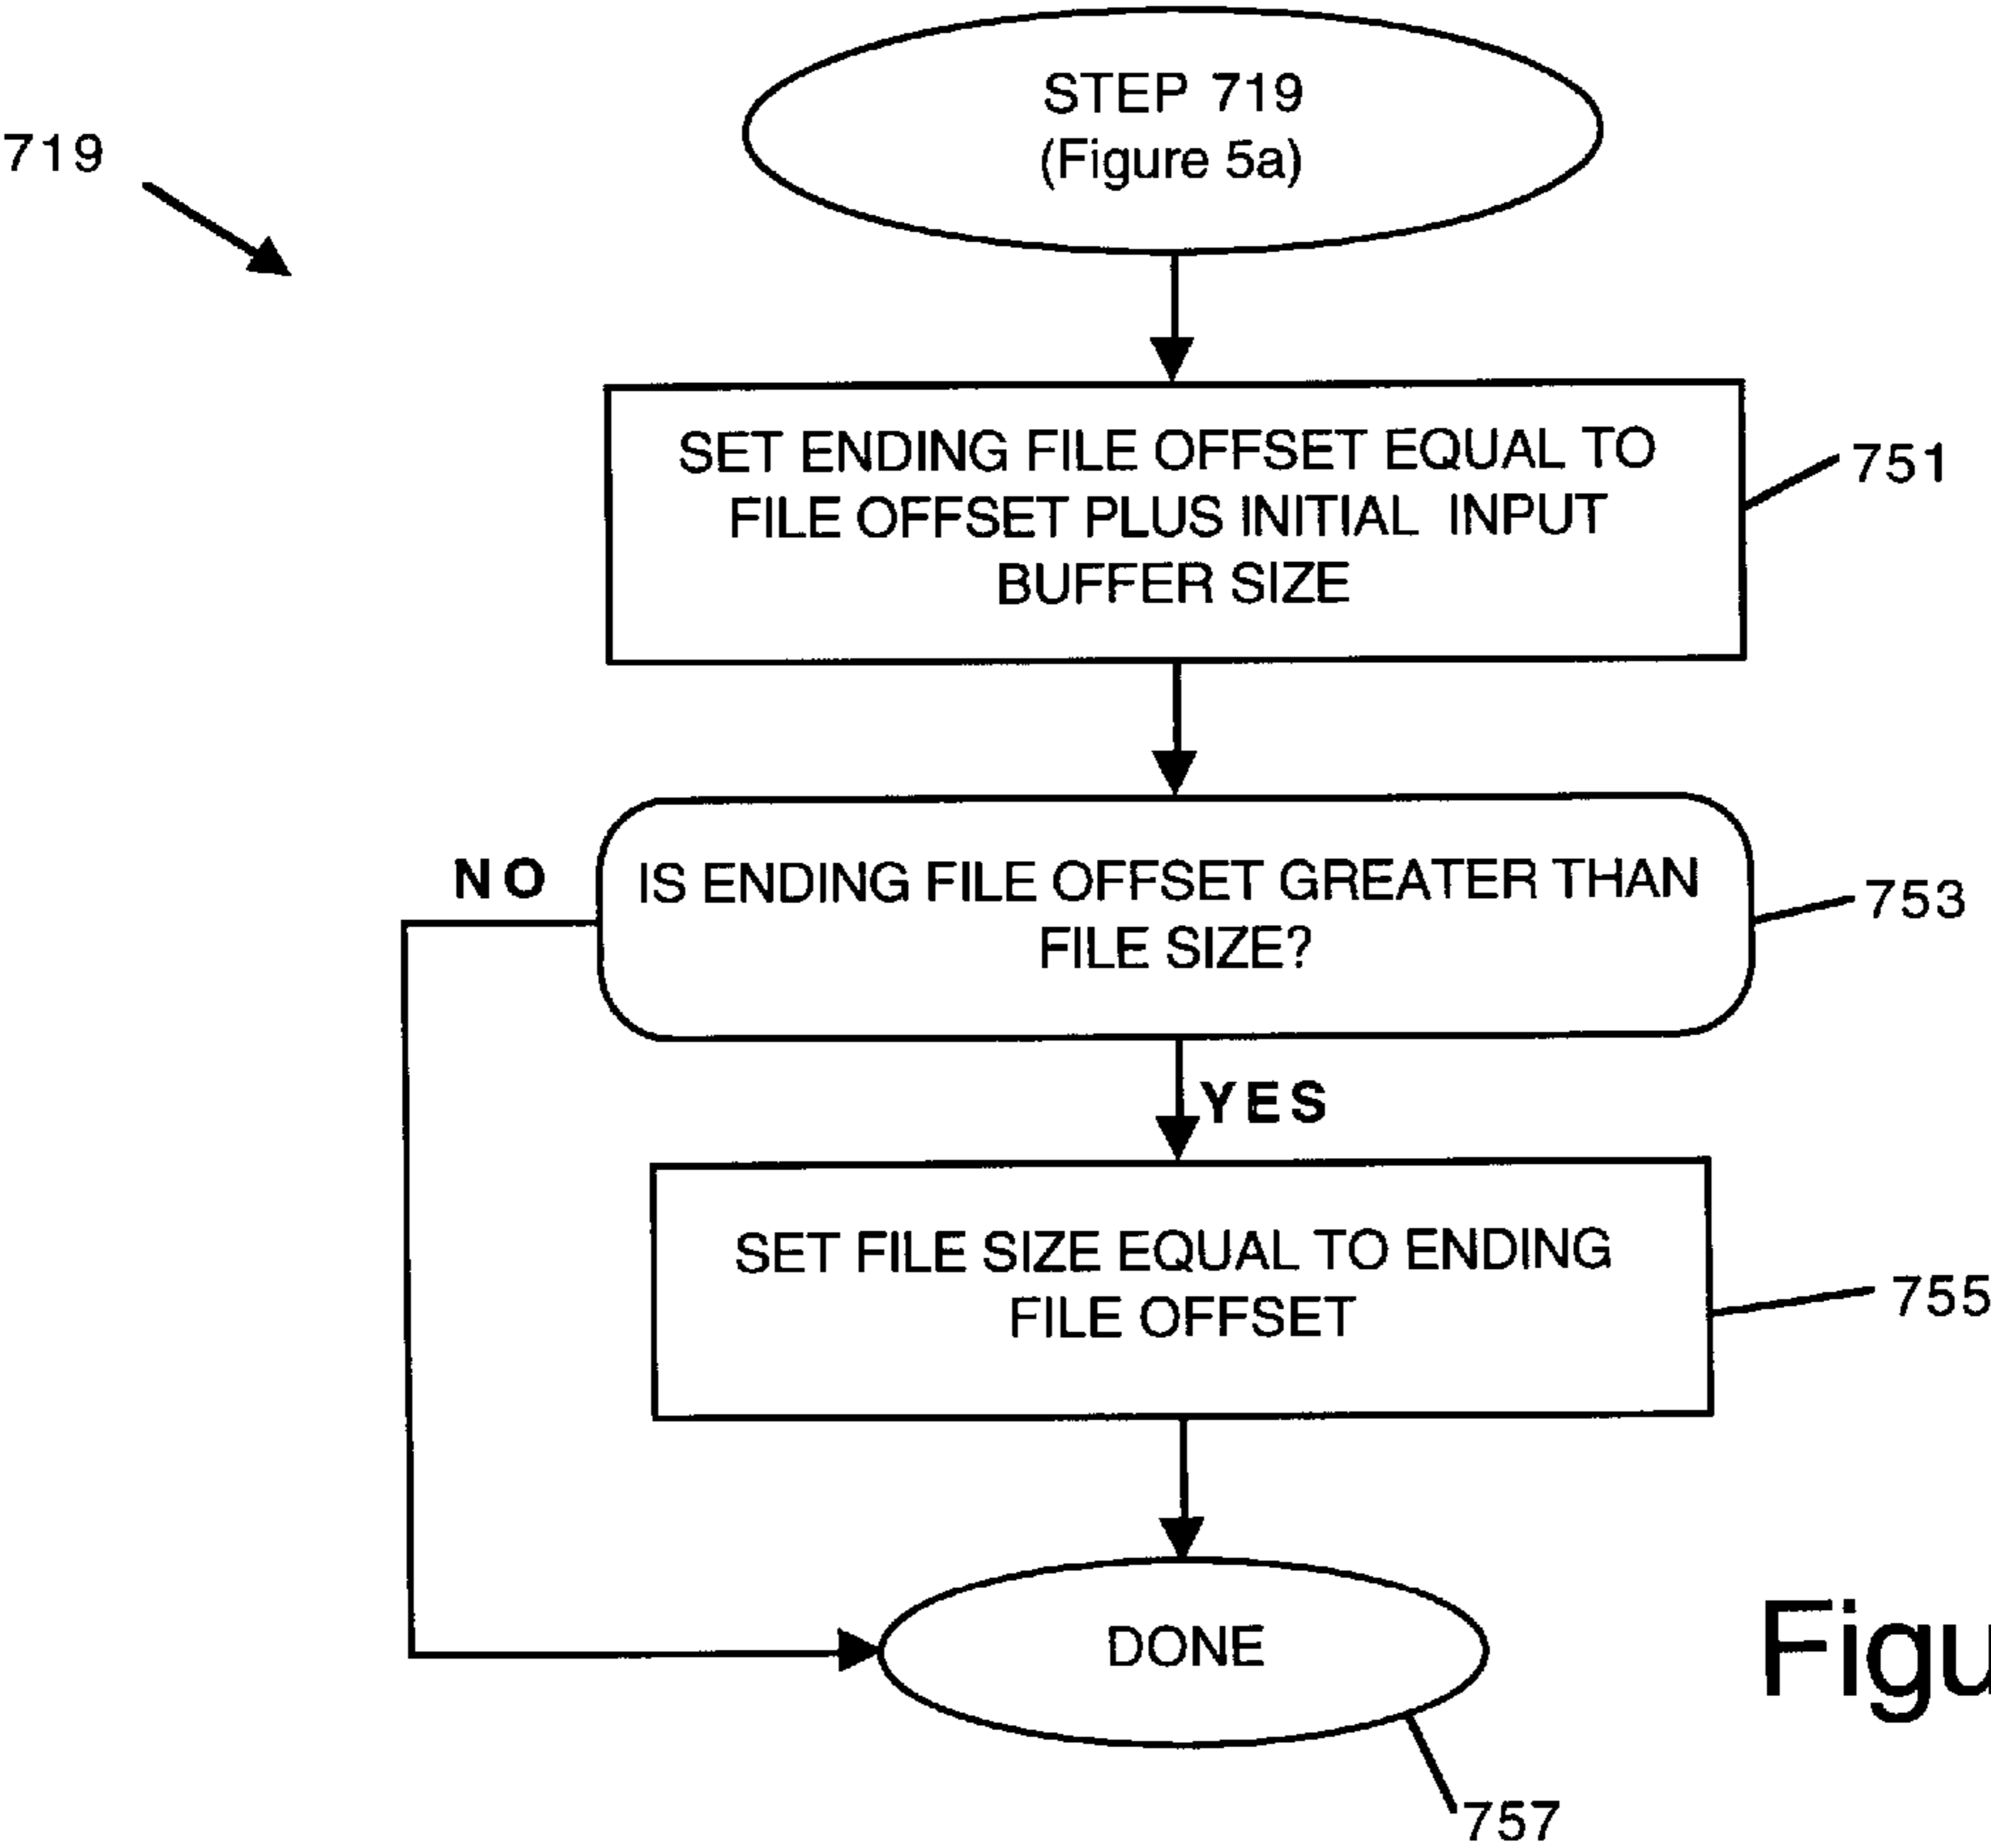 STEP 719
(Figure 5a)
719
SET ENDING FILE OFFSET EQUAL TO
FILE OFFSET PLUS INITIAL INPUT
BUFFER SIZE
751
NO
IS ENDING FILE OFFSET GREATER THAN
FILE SIZE?
753
YES
SET FILE SIZE EQUAL TO ENDING
FILE OFFSET
755
DONE
757